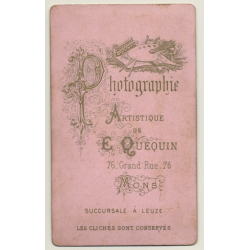 Photographie
ARTISTIQUE
DE
E. QUEQUIN
76, Grand Rue, 76
MONS
SUCCURSALE A LEUZE
LES CLICHÉS SONT CONSERVÉS